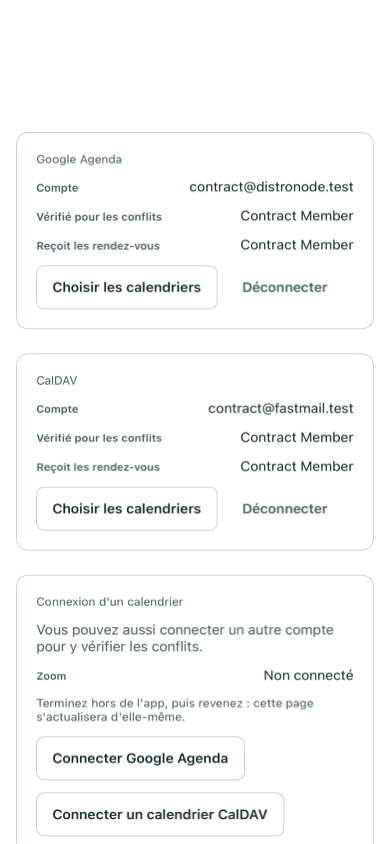 Google Agenda
Compte contract@distronode.test
Vérifié pour les conflits Contract Member
Reçoit les rendez-vous Contract Member
Choisir les calendriers Déconnecter
CalDAV
Compte contract@fastmail.test
Vérifié pour les conflits Contract Member
Reçoit les rendez-vous Contract Member
Choisir les calendriers Déconnecter
Connexion d'un calendrier
Vous pouvez aussi connecter un autre compte
pour y vérifier les conflits.
Zoom Non connecté
Terminez hors de l'app, puis revenez : cette page
s'actualisera d'elle-même.
Connecter Google Agenda
Connecter un calendrier CalDAV